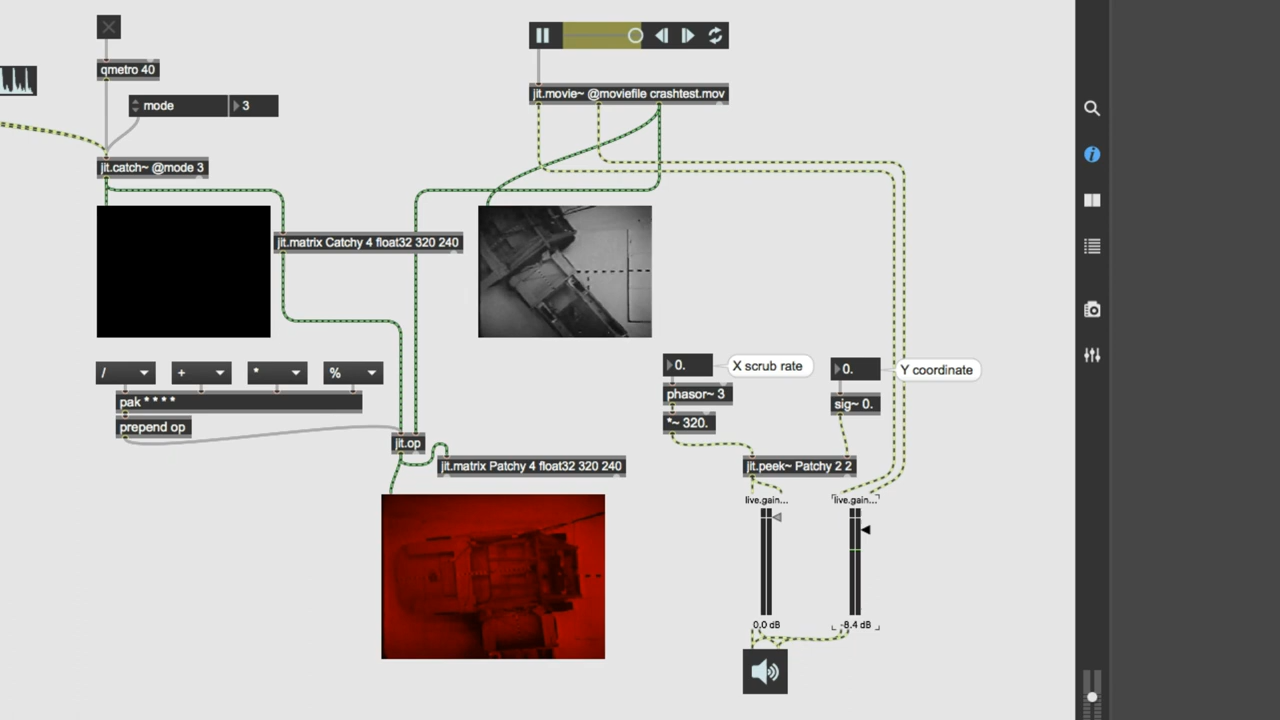 qmetro 40
mode
3
jit.movie~ @moviefile crashtest.mov
jit.catch~ @mode 3
jit.matrix Catchy 4 float32 320 240
/
+
*
%
pak * * * *
prepend op
jit.op
jit.matrix Patchy 4 float32 320 240
0.
X scrub rate
phasor~ 3
*~ 320.
0.
Y coordinate
sig~ 0.
jit.peek~ Patchy 2 2
live.gain...
live.gain...
0.0 dB
-8.4 dB